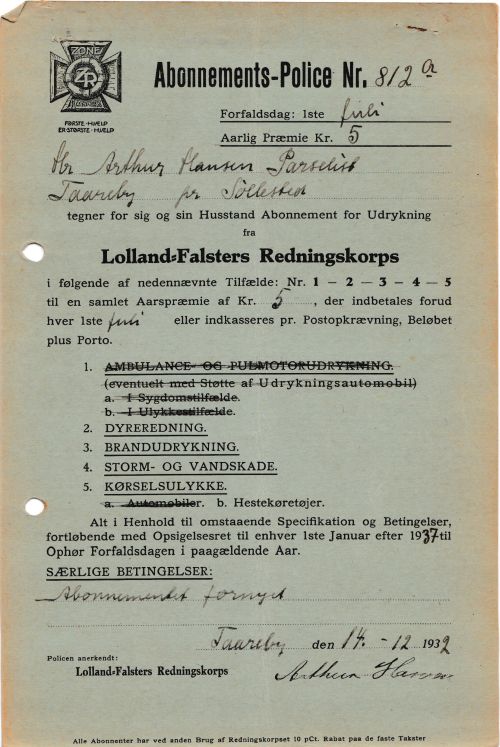 ZONE
ZR
FØRSTE-HJÆLP
ER STØRSTE-HJÆLP
Abonnements-Police Nr. 812 a
Forfaldsdag: 1ste juli
Aarlig Præmie Kr. 5
Hr Arthur Hansen Parselist
Taareby pr Søllested
tegner for sig og sin Husstand Abonnement for Udrykning
fra
Lolland-Falsters Redningskorps
i følgende af nedennævnte Tilfælde: Nr. 1 — 2 — 3 — 4 — 5
til en samlet Aarspræmie af Kr. 5, der indbetales forud
hver 1ste juli eller indkasseres pr. Postopkrævning, Beløbet
plus Porto.
1. AMBULANCE- OG PULMOTORUDRYKNING.
(eventuelt med Støtte af Udrykningsautomobil)
a. I Sygdomstilfælde.
b. I Ulykkestilfælde.
2. DYREREDNING.
3. BRANDUDRYKNING.
4. STORM- OG VANDSKADE.
5. KØRSELSULYKKE.
a. Automobiler. b. Hestekøretøjer.
Alt i Henhold til omstaaende Specifikation og Betingelser,
fortløbende med Opsigelsesret til enhver 1ste Januar efter 1937 til
Ophør Forfaldsdagen i paagældende Aar.
SÆRLIGE BETINGELSER:
Abonnementet fornyet
Taareby den 14. - 12 1932
Policen anerkendt:
Lolland-Falsters Redningskorps
Arthur Hansen
Alle Abonnenter har ved anden Brug af Redningskorpset 10 pCt. Rabat paa de faste Takster